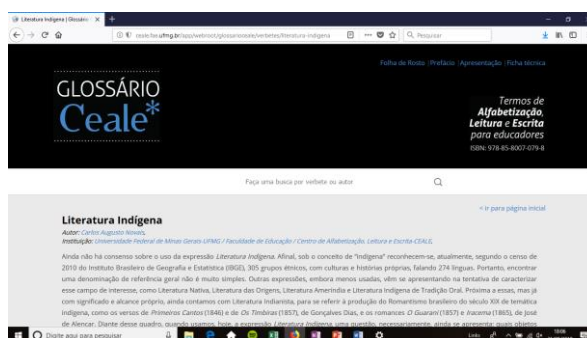 Literatura Indígena | Glossário
ceale.fae.ufmg.br/app/webroot/glossarioceale/verbetes/literatura-indigena
Pesquisar
Folha de Rosto | Prefácio | Apresentação | Ficha técnica
GLOSSÁRIO
Ceale*
Termos de
Alfabetização,
Leitura e Escrita
para educadores
ISBN: 978-85-8007-079-8
Faça uma busca por verbete ou autor
ir para página inicial
Literatura Indígena
Autor: Carlos Augusto Novais,
Instituição: Universidade Federal de Minas Gerais-UFMG / Faculdade de Educação / Centro de Alfabetização, Leitura e Escrita-CEALE,
Ainda não há consenso sobre o uso da expressão Literatura Indígena. Afinal, sob o conceito de "indígena" reconhecem-se, atualmente, segundo o censo de
2010 do Instituto Brasileiro de Geografia e Estatística (IBGE), 305 grupos étnicos, com culturas e histórias próprias, falando 274 línguas. Portanto, encontrar
uma denominação de referência geral não é muito simples. Outras expressões, embora menos usadas, vêm se apresentando na tentativa de caracterizar
esse campo de interesse, como Literatura Nativa, Literatura das Origens, Literatura Ameríndia e Literatura Indígena de Tradição Oral. Próxima a essas, mas já
com significado e alcance próprio, ainda contamos com Literatura Indianista, para se referir à produção do Romantismo brasileiro do século XIX de temática
indígena, como os versos de Primeiros Cantos (1846) e de Os Timbiras (1857), de Gonçalves Dias, e os romances O Guarani (1857) e Iracema (1865), de José
de Alencar. Diante desse quadro, quando usamos, hoje, a expressão Literatura Indígena, uma questão, necessariamente, ainda se apresenta: quais objetos
Digite aqui para pesquisar
Links